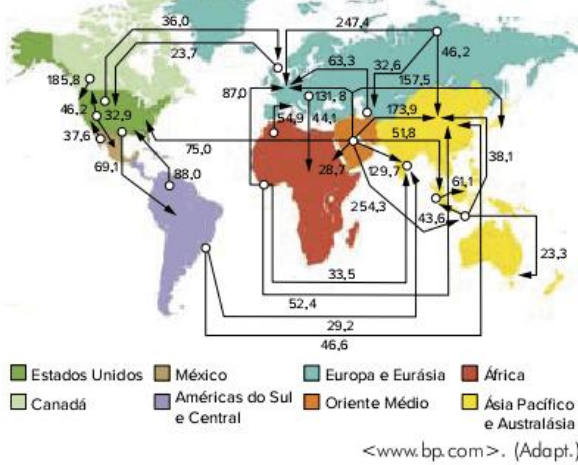 36,0
247,4
23,7
46,2
63,3
32,6
157,5
185,8
87,0
131,8
46,2
32,9
54,9
44,1
173,9
51,8
37,6
75,0
38,1
69,1
88,0
28,7
129,7
61,1
254,3
43,6
23,3
33,5
52,4
29,2
46,6
Estados Unidos
México
Europa e Eurásia
África
Canadá
Américas do Sul
e Central
Oriente Médio
Ásia Pacífico
e Australásia
<www.bp.com>. (Adapt.)